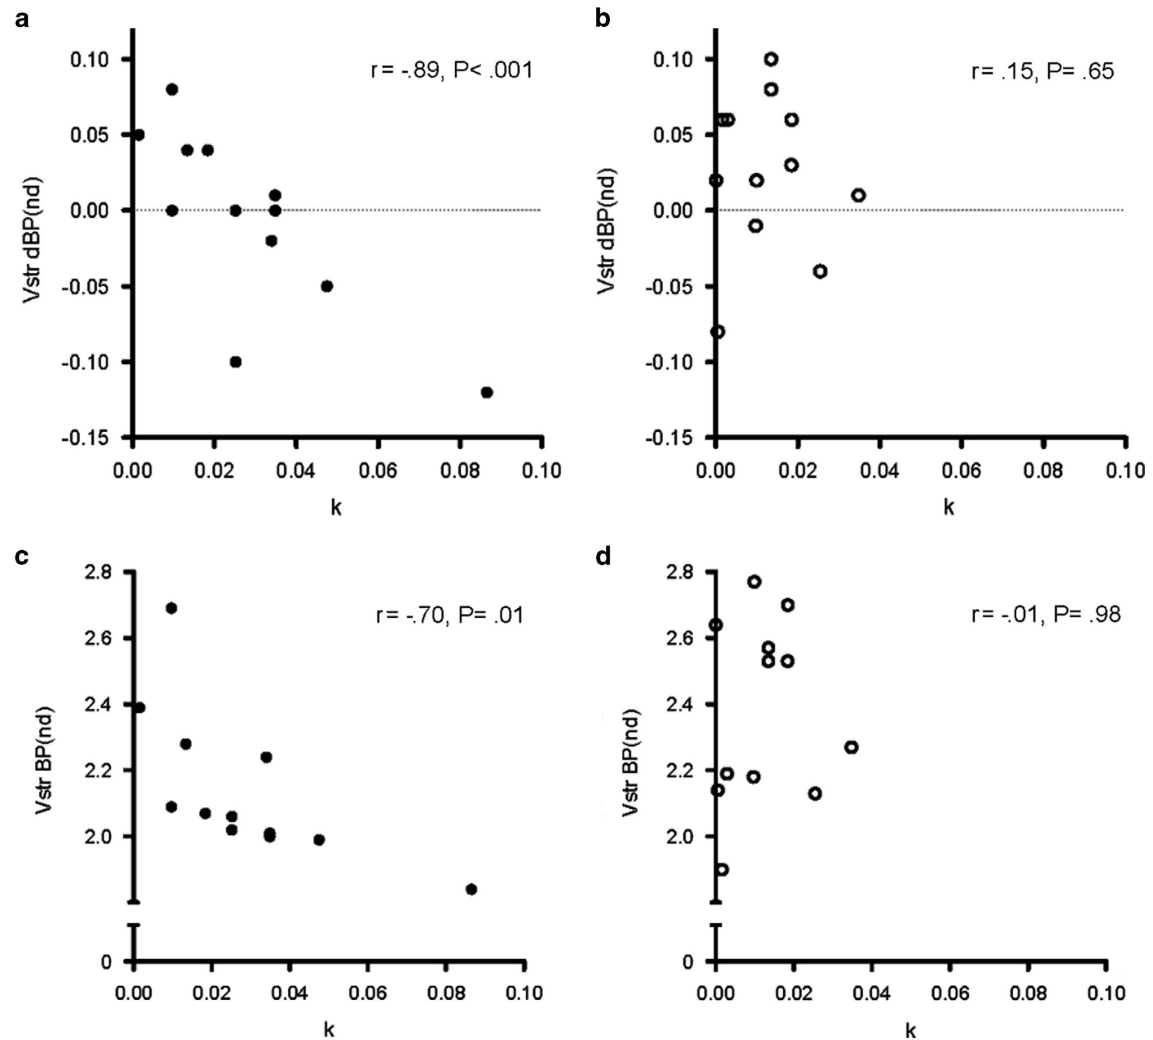 a
r= -.89, P< .001
Vstr dBP(nd)
0.10
0.05
0.00
-0.05
-0.10
-0.15
0.00 0.02 0.04 0.06 0.08 0.10
k
b
r= .15, P= .65
Vstr dBP(nd)
0.10
0.05
0.00
-0.05
-0.10
-0.15
0.00 0.02 0.04 0.06 0.08 0.10
k
c
r= -.70, P= .01
Vstr BP(nd)
2.8
2.6
2.4
2.2
2.0
0
0.00 0.02 0.04 0.06 0.08 0.10
k
d
r= -.01, P= .98
Vstr BP(nd)
2.8
2.6
2.4
2.2
2.0
0
0.00 0.02 0.04 0.06 0.08 0.10
k